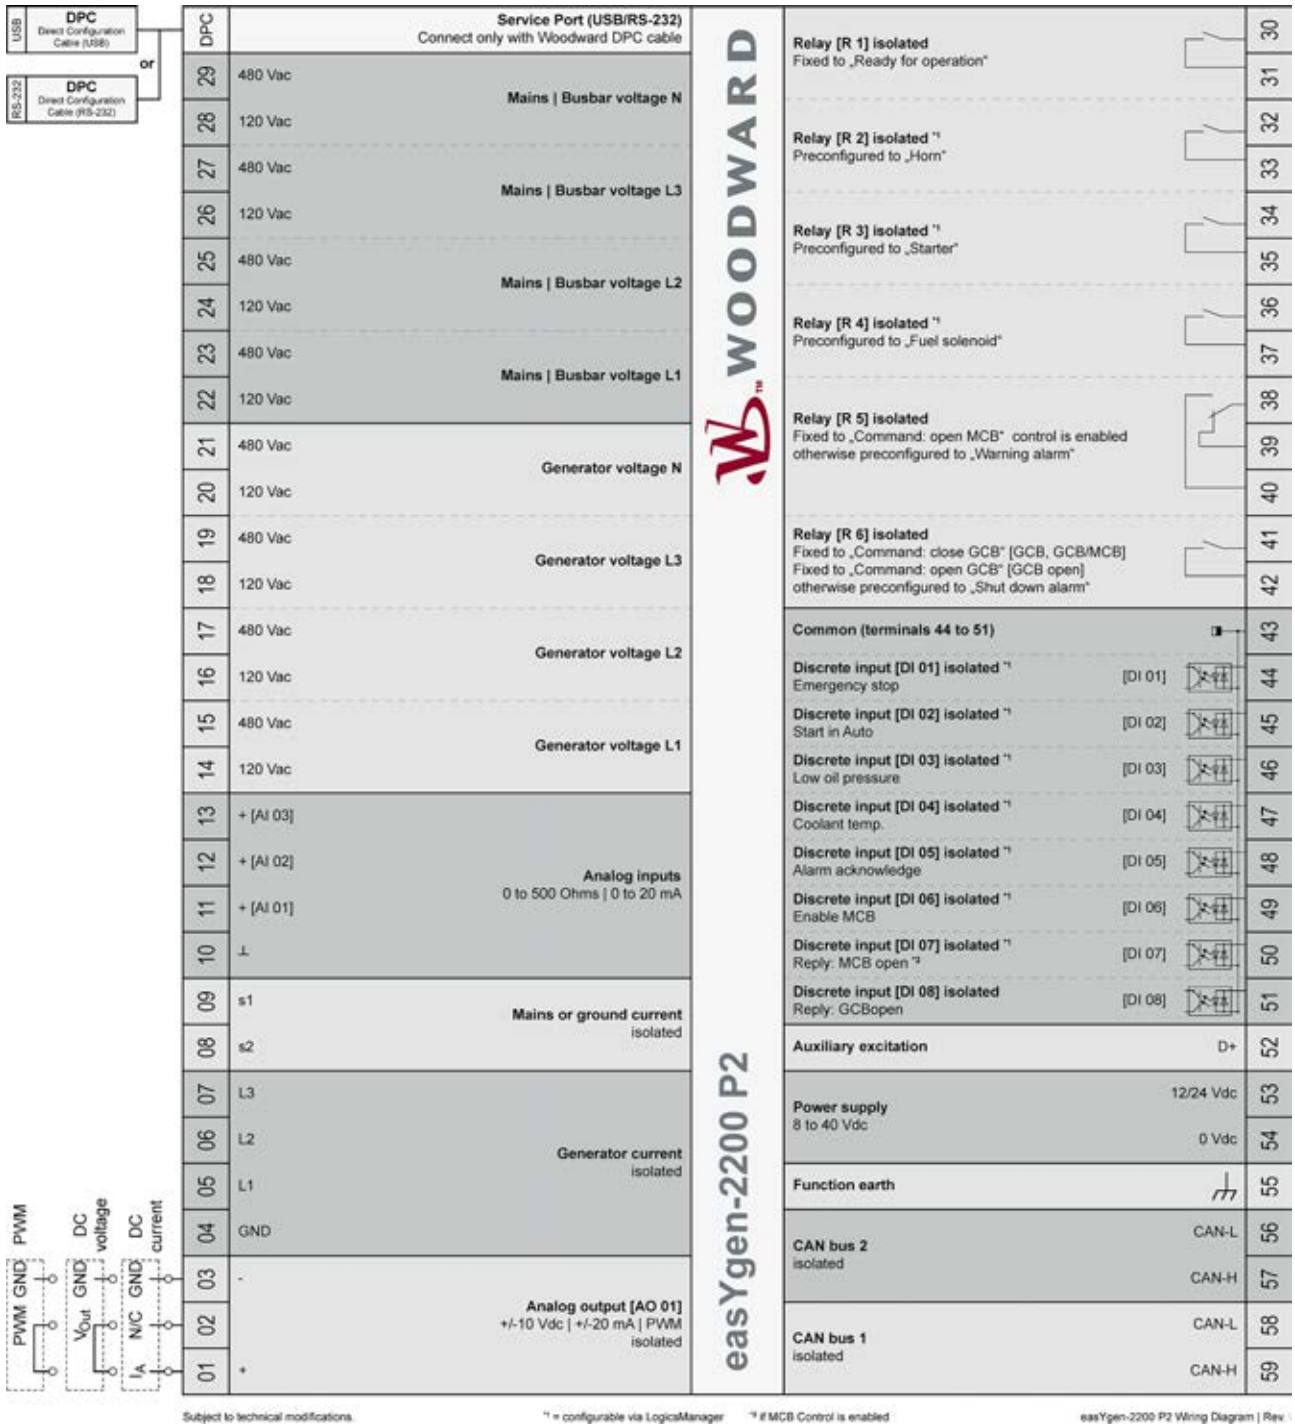 USB
DPC
Direct Configuration
Cable (USB)
or
RS-232
DPC
Direct Configuration
Cable (RS-232)
DPC
Service Port (USB/RS-232)
Connect only with Woodward DPC cable
29
480 Vac
Mains | Busbar voltage N
28
120 Vac
27
480 Vac
Mains | Busbar voltage L3
26
120 Vac
25
480 Vac
Mains | Busbar voltage L2
24
120 Vac
23
480 Vac
Mains | Busbar voltage L1
22
120 Vac
21
480 Vac
Generator voltage N
20
120 Vac
19
480 Vac
Generator voltage L3
18
120 Vac
17
480 Vac
Generator voltage L2
16
120 Vac
15
480 Vac
Generator voltage L1
14
120 Vac
13
+ [AI 03]
12
+ [AI 02]
Analog inputs
0 to 500 Ohms | 0 to 20 mA
11
+ [AI 01]
10
⊥
09
s1
Mains or ground current
isolated
08
s2
07
L3
06
L2
Generator current
isolated
05
L1
04
GND
03
-
Analog output [AO 01]
+/-10 Vdc | +/-20 mA | PWM
isolated
02
01
+
PWM
DC
voltage
DC
current
GND
GND
GND
PWM
VOut
N/C
IA
WOODWARD
TM
easYgen-2200 P2
Relay [R 1] isolated
Fixed to „Ready for operation"
30
31
Relay [R 2] isolated *1
Preconfigured to „Horn"
32
33
Relay [R 3] isolated *1
Preconfigured to „Starter"
34
35
Relay [R 4] isolated *1
Preconfigured to „Fuel solenoid"
36
37
Relay [R 5] isolated
Fixed to „Command: open MCB" control is enabled
otherwise preconfigured to „Warning alarm"
38
39
40
Relay [R 6] isolated
Fixed to „Command: close GCB" [GCB, GCB/MCB]
Fixed to „Command: open GCB" [GCB open]
otherwise preconfigured to „Shut down alarm"
41
42
Common (terminals 44 to 51)
43
Discrete input [DI 01] isolated *1
Emergency stop
[DI 01]
44
Discrete input [DI 02] isolated *1
Start in Auto
[DI 02]
45
Discrete input [DI 03] isolated *1
Low oil pressure
[DI 03]
46
Discrete input [DI 04] isolated *1
Coolant temp.
[DI 04]
47
Discrete input [DI 05] isolated *1
Alarm acknowledge
[DI 05]
48
Discrete input [DI 06] isolated *1
Enable MCB
[DI 06]
49
Discrete input [DI 07] isolated *1
Reply: MCB open *2
[DI 07]
50
Discrete input [DI 08] isolated
Reply: GCBopen
[DI 08]
51
Auxiliary excitation
D+
52
Power supply
8 to 40 Vdc
12/24 Vdc
53
0 Vdc
54
Function earth
55
CAN bus 2
isolated
CAN-L
56
CAN-H
57
CAN bus 1
isolated
CAN-L
58
CAN-H
59
Subject to technical modifications.
*1 = configurable via LogicsManager
*2 if MCB Control is enabled
easYgen-2200 P2 Wiring Diagram | Rev.